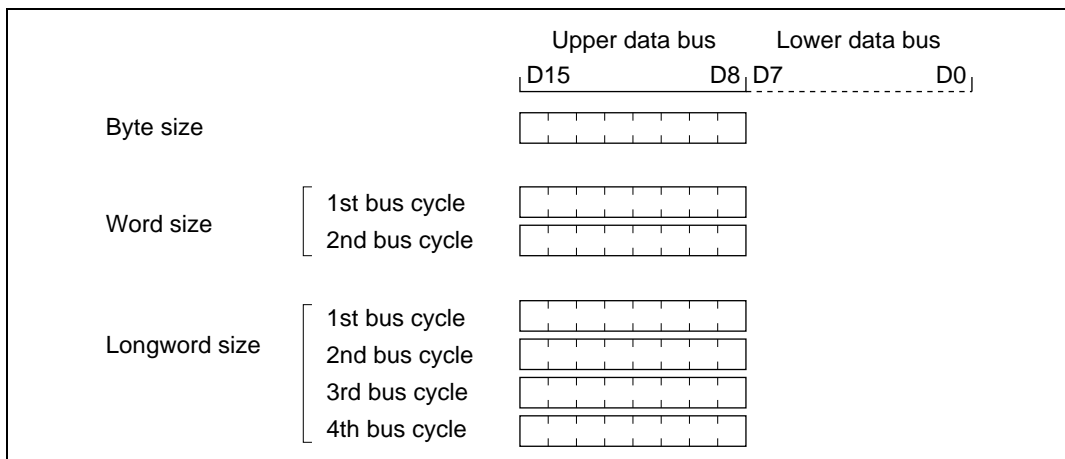 Upper data bus Lower data bus
D15 D8 D7 D0
Byte size
Word size
1st bus cycle
2nd bus cycle
Longword size
1st bus cycle
2nd bus cycle
3rd bus cycle
4th bus cycle